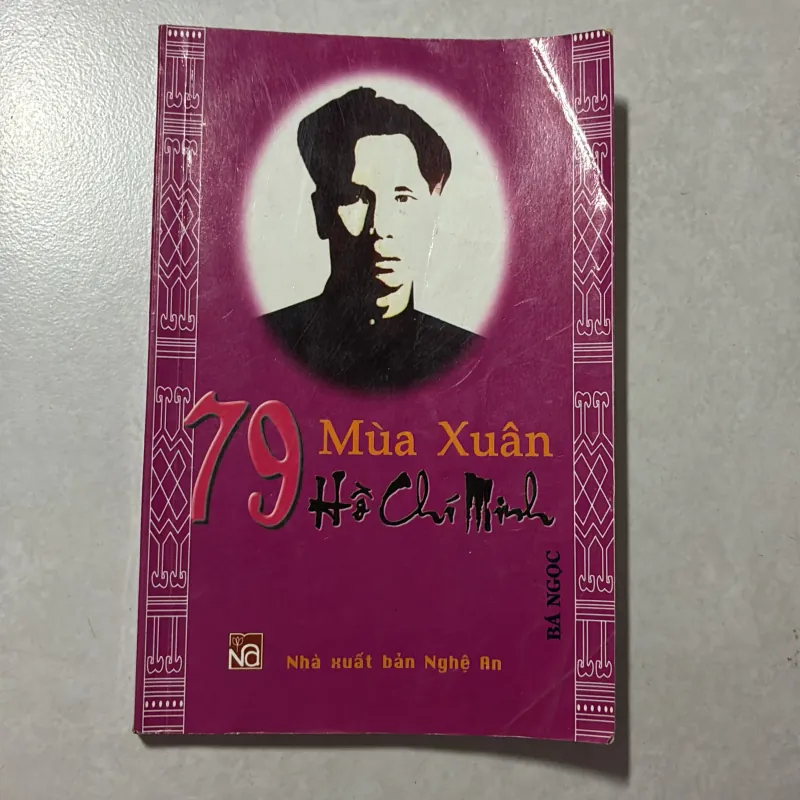 79 Mùa Xuân
Hồ Chí Minh
BÁ NGỌC
NA
Nhà xuất bản Nghệ An